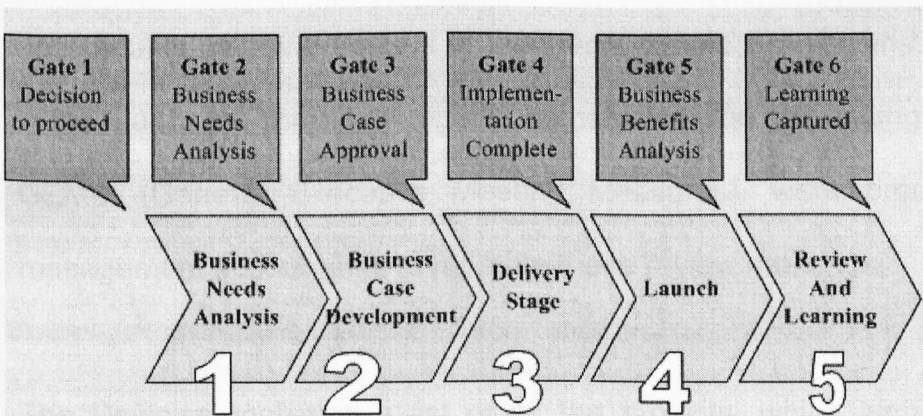 Gate 1
Decision
to proceed
Gate 2
Business
Needs
Analysis
Gate 3
Business
Case
Approval
Gate 4
Implemen-
tation
Complete
Gate 5
Business
Benefits
Analysis
Gate 6
Learning
Captured
Business
Needs
Analysis
1
Business
Case
Development
2
Delivery
Stage
3
Launch
4
Review
And
Learning
5